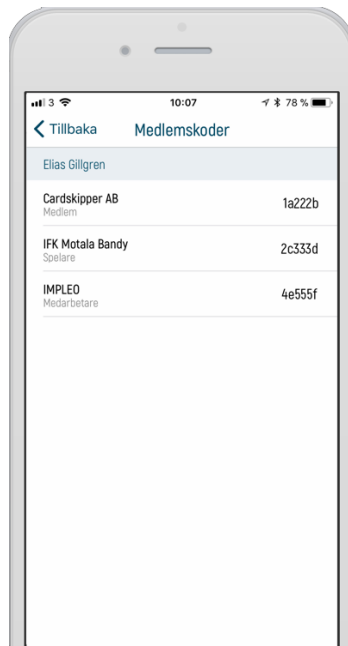 3 10:07 78 %
Tillbaka Medlemskoder
Elias Gillgren
Cardskipper AB 1a222b
Medlem
IFK Motala Bandy 2c333d
Spelare
IMPLEO 4e555f
Medarbetare